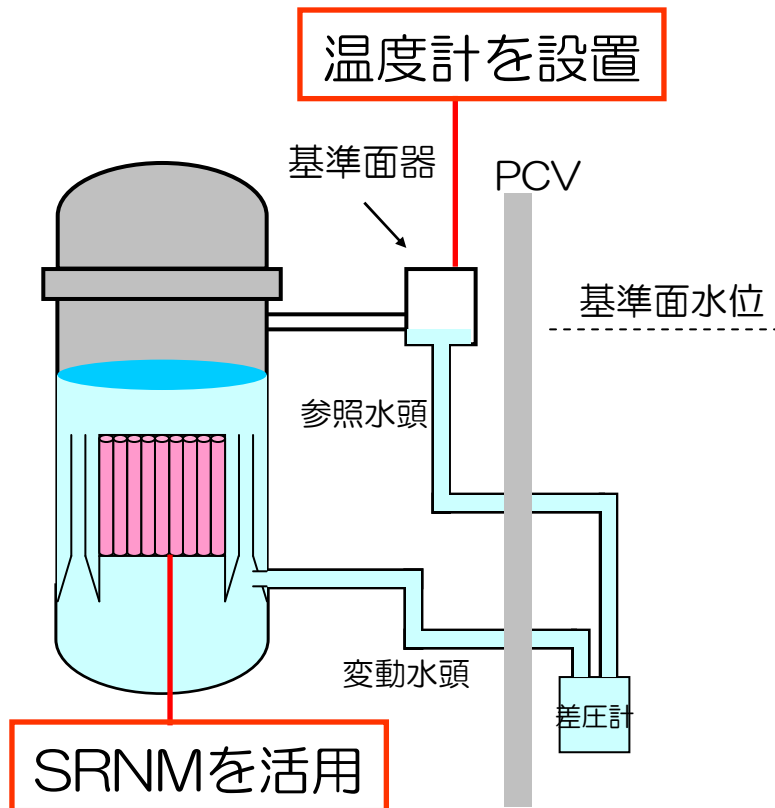 温度計を設置
基準面器
PCV
基準面水位
参照水頭
変動水頭
差圧計
SRNMを活用